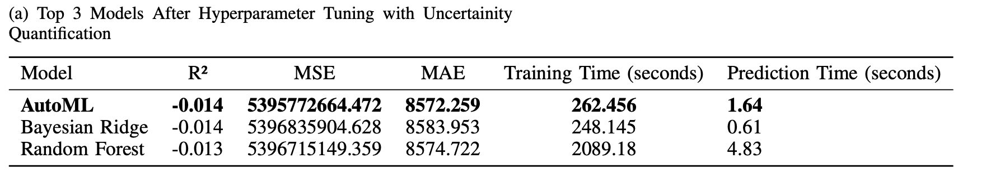 (a) Top 3 Models After Hyperparameter Tuning with Uncertainity
Quantification
Model R² MSE MAE Training Time (seconds) Prediction Time (seconds)
AutoML -0.014 5395772664.472 8572.259 262.456 1.64
Bayesian Ridge -0.014 5396835904.628 8583.953 248.145 0.61
Random Forest -0.013 5396715149.359 8574.722 2089.18 4.83